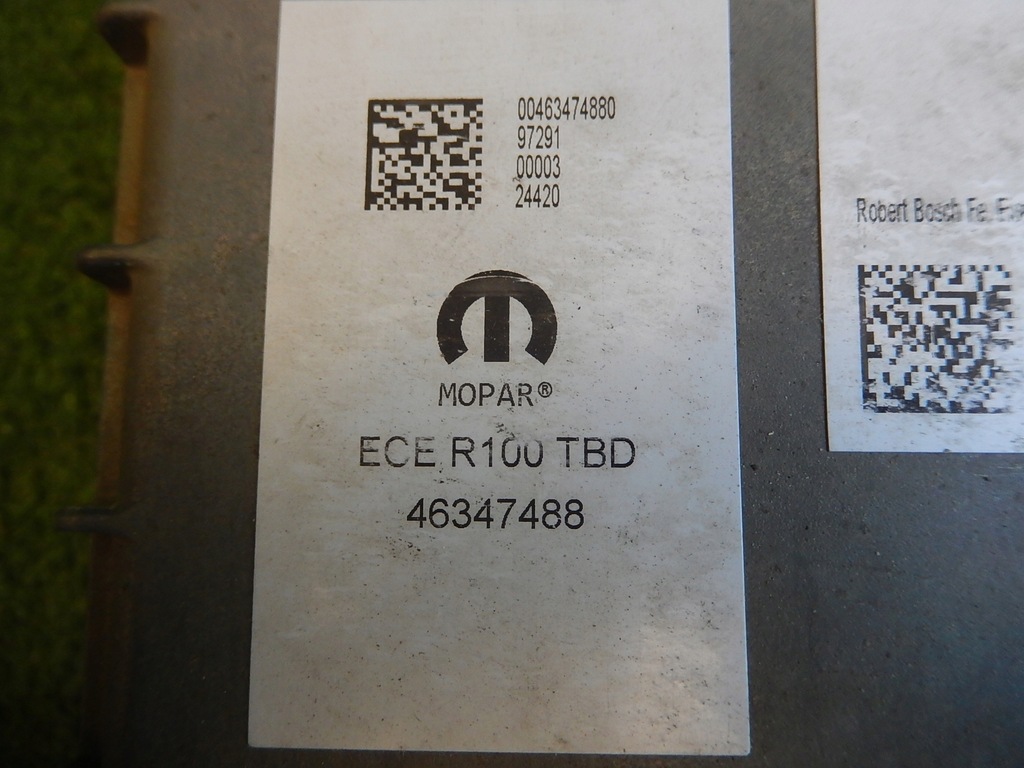 00463474880
97291
00003
24420
MOPAR®
ECE R100 TBD
46347488
Robert Bosch